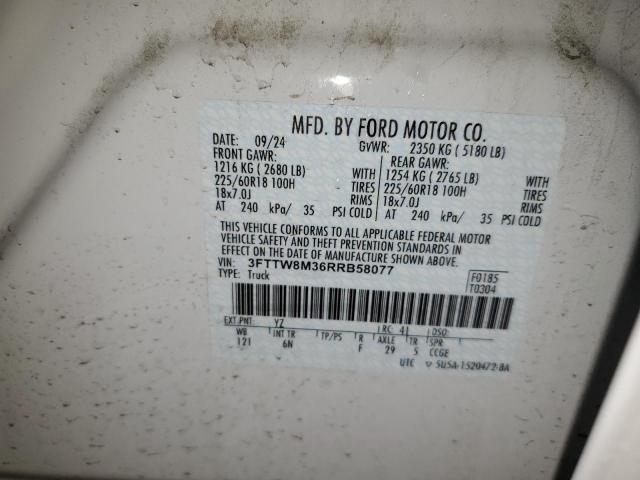 MFD. BY FORD MOTOR CO.
DATE: 09/24 GVWR: 2350 KG ( 5180 LB)
FRONT GAWR: REAR GAWR:
1216 KG ( 2680 LB) WITH 1254 KG ( 2765 LB) WITH
225/60R18 100H TIRES 225/60R18 100H TIRES
18x7.0J RIMS 18x7.0J RIMS
AT 240 kPa/ 35 PSI COLD AT 240 kPa/ 35 PSI COLD
THIS VEHICLE CONFORMS TO ALL APPLICABLE FEDERAL MOTOR
VEHICLE SAFETY AND THEFT PREVENTION STANDARDS IN
EFFECT ON THE DATE OF MANUFACTURE SHOWN ABOVE.
VIN: 3FTTW8M36RRB58077
TYPE: Truck
F0185
T0304
EXT PNT: YZ RC: 41 DSO:
WB INT TR TP/PS R AXLE TR SPR
121 6N F 29 5 CCGE
UTC ▽ SU5A-1520472-BA